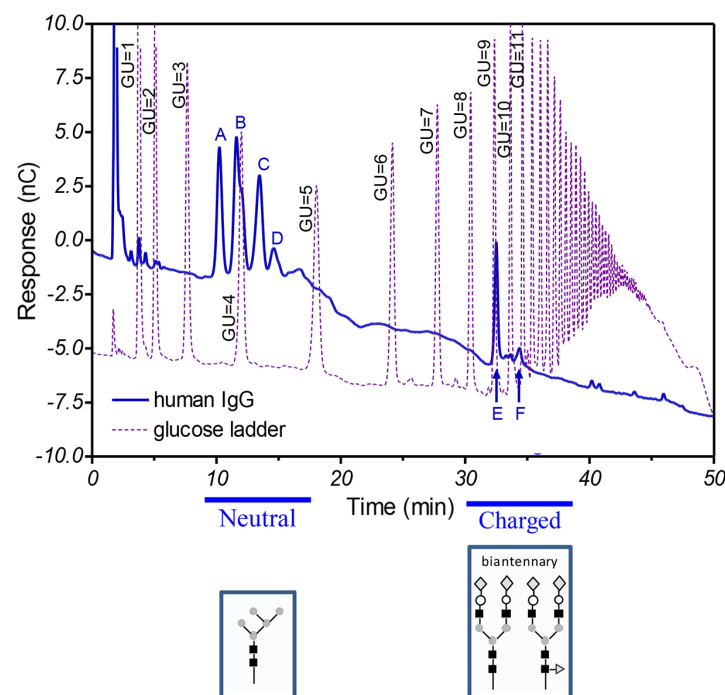 10.0
7.5
5.0
2.5
0.0
-2.5
-5.0
-7.5
-10.0
Response (nC)
GU=1
GU=2
GU=3
GU=4
GU=5
GU=6
GU=7
GU=8
GU=9
GU=10
GU=11
A
B
C
D
E
F
human IgG
glucose ladder
0
10
20
30
40
50
Time (min)
Neutral
Charged
biantennary